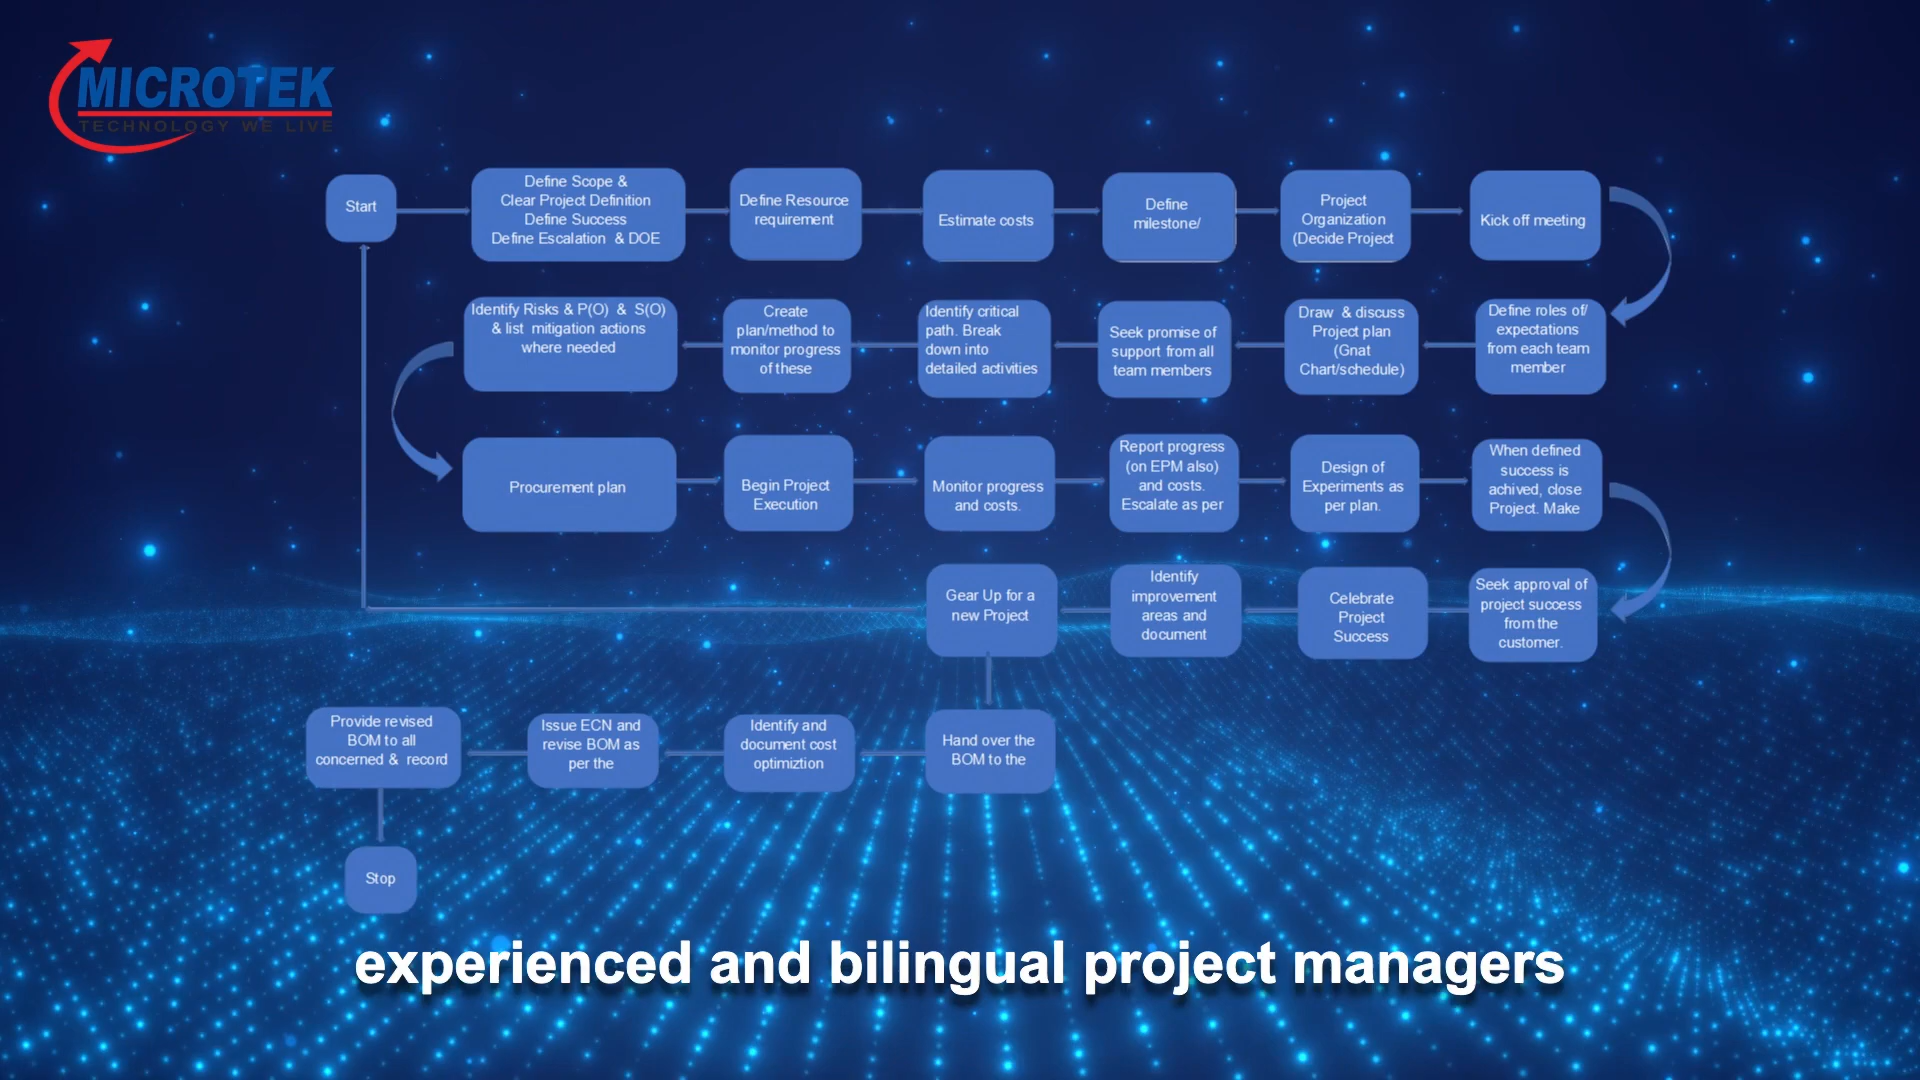 MICROTEK
TECHNOLOGY WE LIVE
Start
Define Scope &
Clear Project Definition
Define Success
Define Escalation & DOE
Define Resource
requirement
Estimate costs
Define
milestone/
Project
Organization
(Decide Project
Kick off meeting
Define roles of/
expectations
from each team
member
Draw & discuss
Project plan
(Gnat
Chart/schedule)
Seek promise of
support from all
team members
Identify critical
path. Break
down into
detailed activities
Create
plan/method to
monitor progress
of these
Identify Risks & P(O) & S(O)
& list mitigation actions
where needed
Procurement plan
Begin Project
Execution
Monitor progress
and costs.
Report progress
(on EPM also)
and costs.
Escalate as per
Design of
Experiments as
per plan.
When defined
success is
achived, close
Project. Make
Seek approval of
project success
from the
customer.
Celebrate
Project
Success
Identify
improvement
areas and
document
Gear Up for a
new Project
Hand over the
BOM to the
Identify and
document cost
optimiztion
Issue ECN and
revise BOM as
per the
Provide revised
BOM to all
concerned & record
Stop
experienced and bilingual project managers